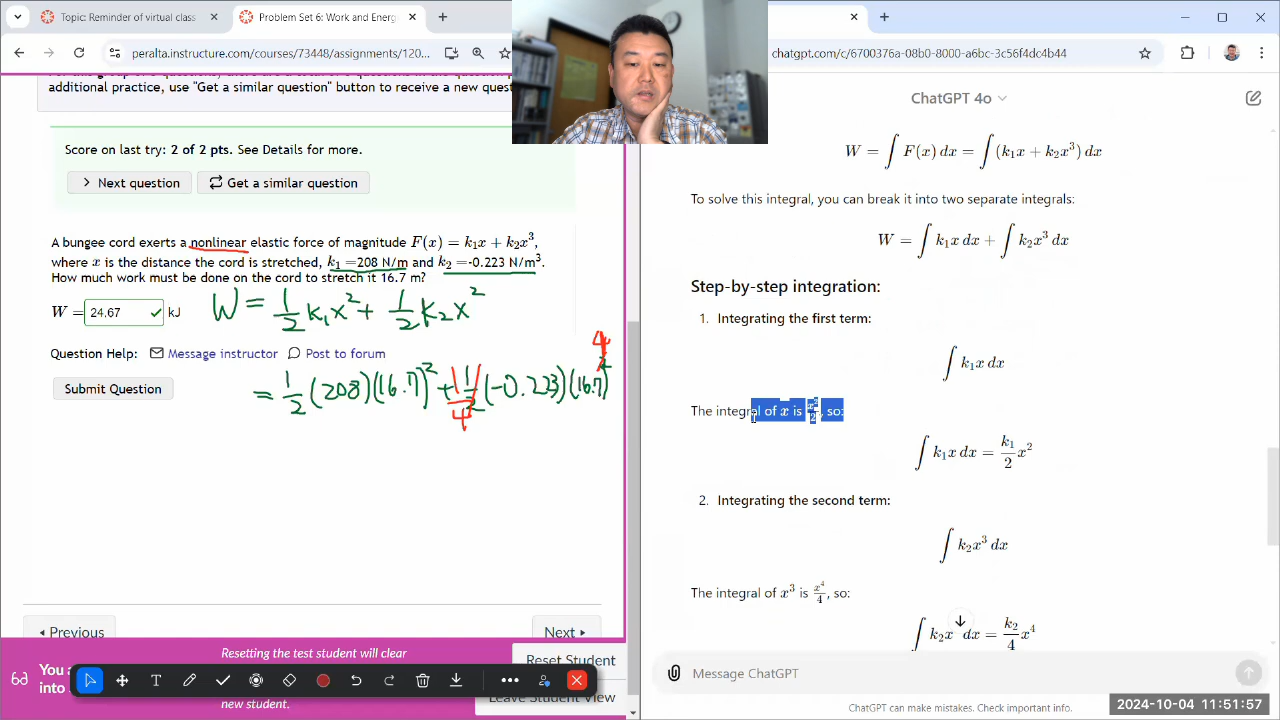 Reminder of virtual class
Problem Set 6: Work and Energ
peralta.instructure.com/courses/73448/assignments/120...
chatgpt.com/c/6700376a-08b0-8000-a6bc-3c56f4dcd4d4
additional practice, use "Get a similar question" button to receive a new quest
Score on last try: 2 of 2 pts. See Details for more.
Next question
Get a similar question
A bungee cord exerts a nonlinear elastic force of magnitude F(x) = k₁x + k₂x³,
where x is the distance the cord is stretched, k₁ =208 N/m and k₂ =-0.223 N/m³.
How much work must be done on the cord to stretch it 16.7 m?
W = 24.67 kJ
W = 1/2 k₁x² + 1/2 k₂x²
Question Help: Message instructor Post to forum
= 1/2 (208)(16.7)² + 1/4 (-0.223)(16.7)⁴
Submit Question
Previous
Next
Resetting the test student will clear
Reset Student
You a
into
new student.
Leave Student View
ChatGPT 4o
W = ∫ F(x) dx = ∫ (k₁x + k₂x³) dx
To solve this integral, you can break it into two separate integrals:
W = ∫ k₁x dx + ∫ k₂x³ dx
Step-by-step integration:
1. Integrating the first term:
∫ k₁x dx
The integral of x is x²/2, so:
∫ k₁x dx = k₁/2 x²
2. Integrating the second term:
∫ k₂x³ dx
The integral of x³ is x⁴/4, so:
∫ k₂x dx = k₂/4 x⁴
Message ChatGPT
ChatGPT can make mistakes. Check important info.
2024-10-04 11:51:57